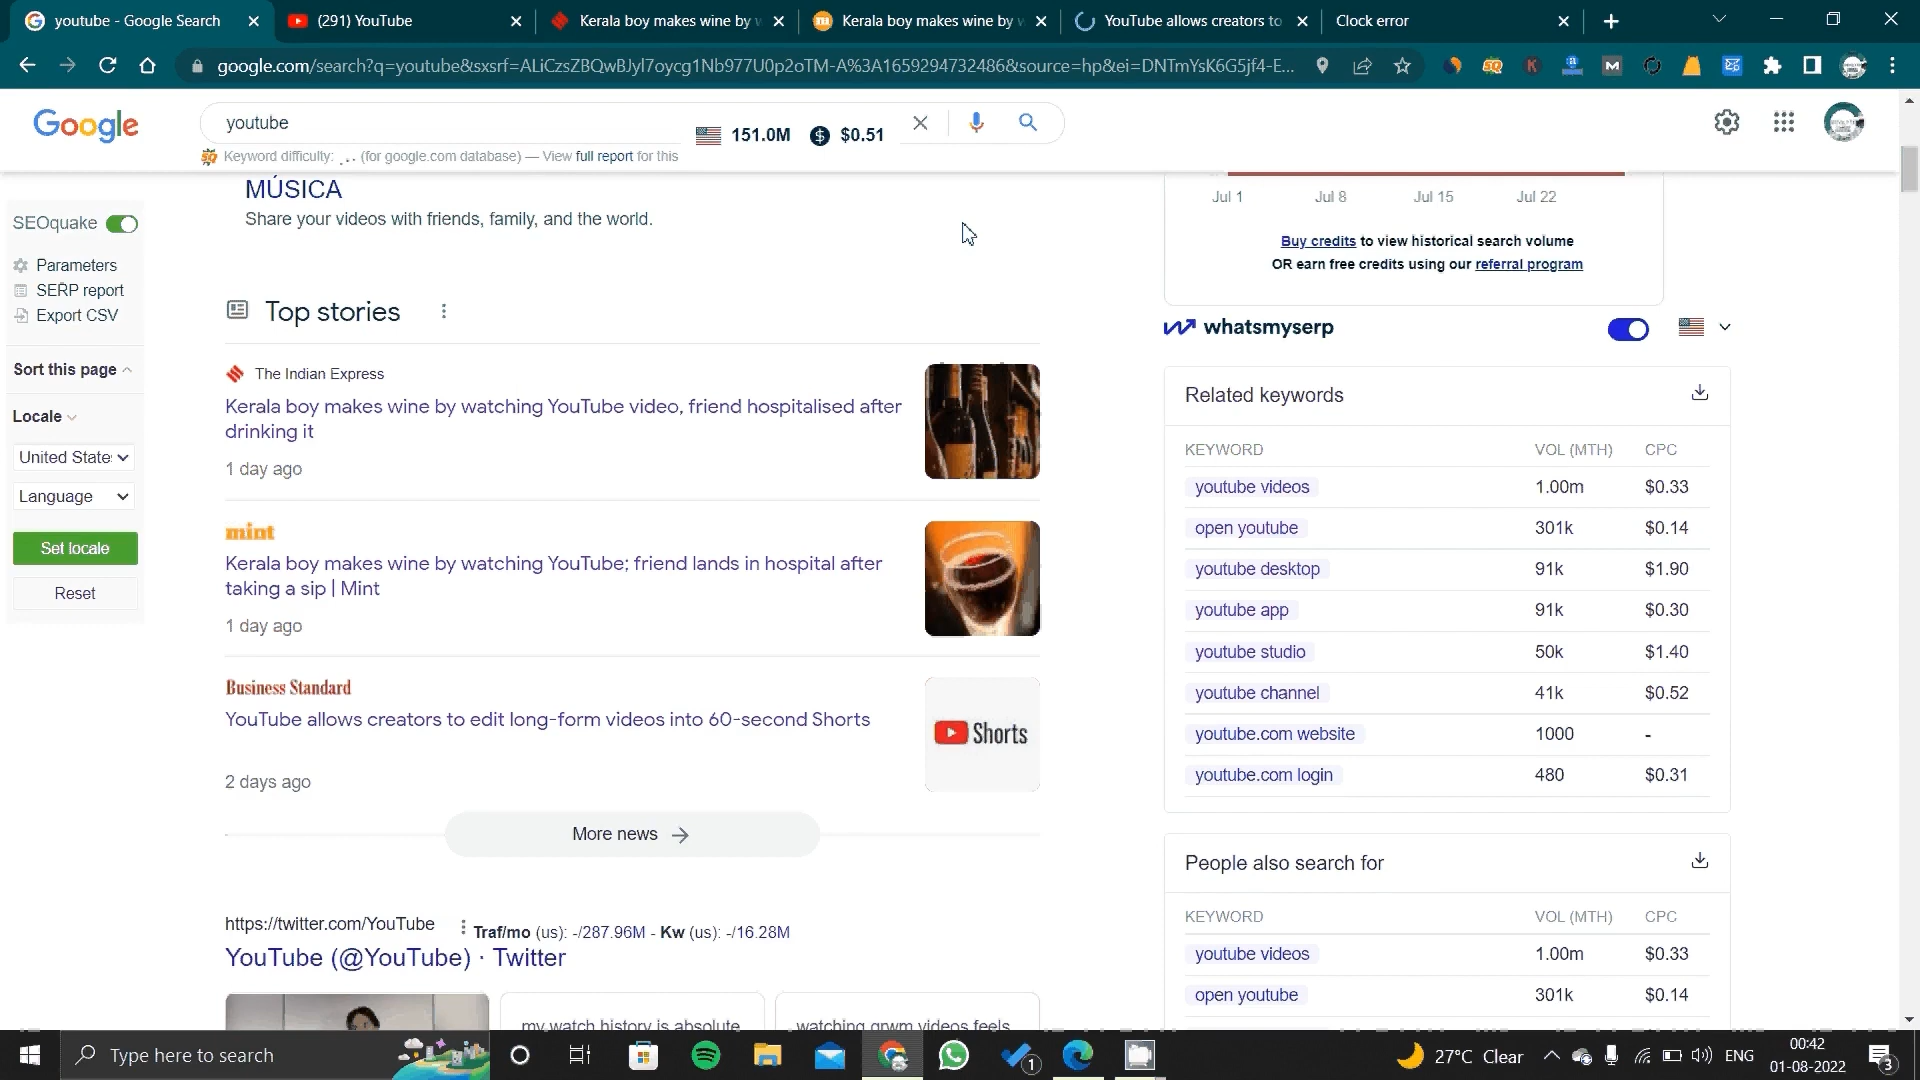 youtube - Google Search
(291) YouTube
Kerala boy makes wine by w
Kerala boy makes wine by w
YouTube allows creators to
Clock error
google.com/search?q=youtube&sxsrf=ALiCzsZBQwBJyl7oycg1Nb977U0p2oTM-A%3A1659294732486&source=hp&ei=DNTmYsK6G5jf4-E...
Google
youtube
151.0M $0.51
Keyword difficulty: ... (for google.com database) — View full report for this
SEOquake
Parameters
SERP report
Export CSV
Sort this page
Locale
United State
Language
Set locale
Reset
MÚSICA
Share your videos with friends, family, and the world.
Top stories
The Indian Express
Kerala boy makes wine by watching YouTube video, friend hospitalised after
drinking it
1 day ago
mint
Kerala boy makes wine by watching YouTube; friend lands in hospital after
taking a sip | Mint
1 day ago
Business Standard
YouTube allows creators to edit long-form videos into 60-second Shorts
2 days ago
Shorts
More news
https://twitter.com/YouTube
Traf/mo (us): -/287.96M - Kw (us): -/16.28M
YouTube (@YouTube) · Twitter
my watch history is absolute
watching grwm videos feels
Jul 1 Jul 8 Jul 15 Jul 22
Buy credits to view historical search volume
OR earn free credits using our referral program
whatsmyserp
Related keywords
KEYWORD VOL (MTH) CPC
youtube videos 1.00m $0.33
open youtube 301k $0.14
youtube desktop 91k $1.90
youtube app 91k $0.30
youtube studio 50k $1.40
youtube channel 41k $0.52
youtube.com website 1000 -
youtube.com login 480 $0.31
People also search for
KEYWORD VOL (MTH) CPC
youtube videos 1.00m $0.33
open youtube 301k $0.14
Type here to search
1
27°C Clear
ENG
00:42
01-08-2022
3